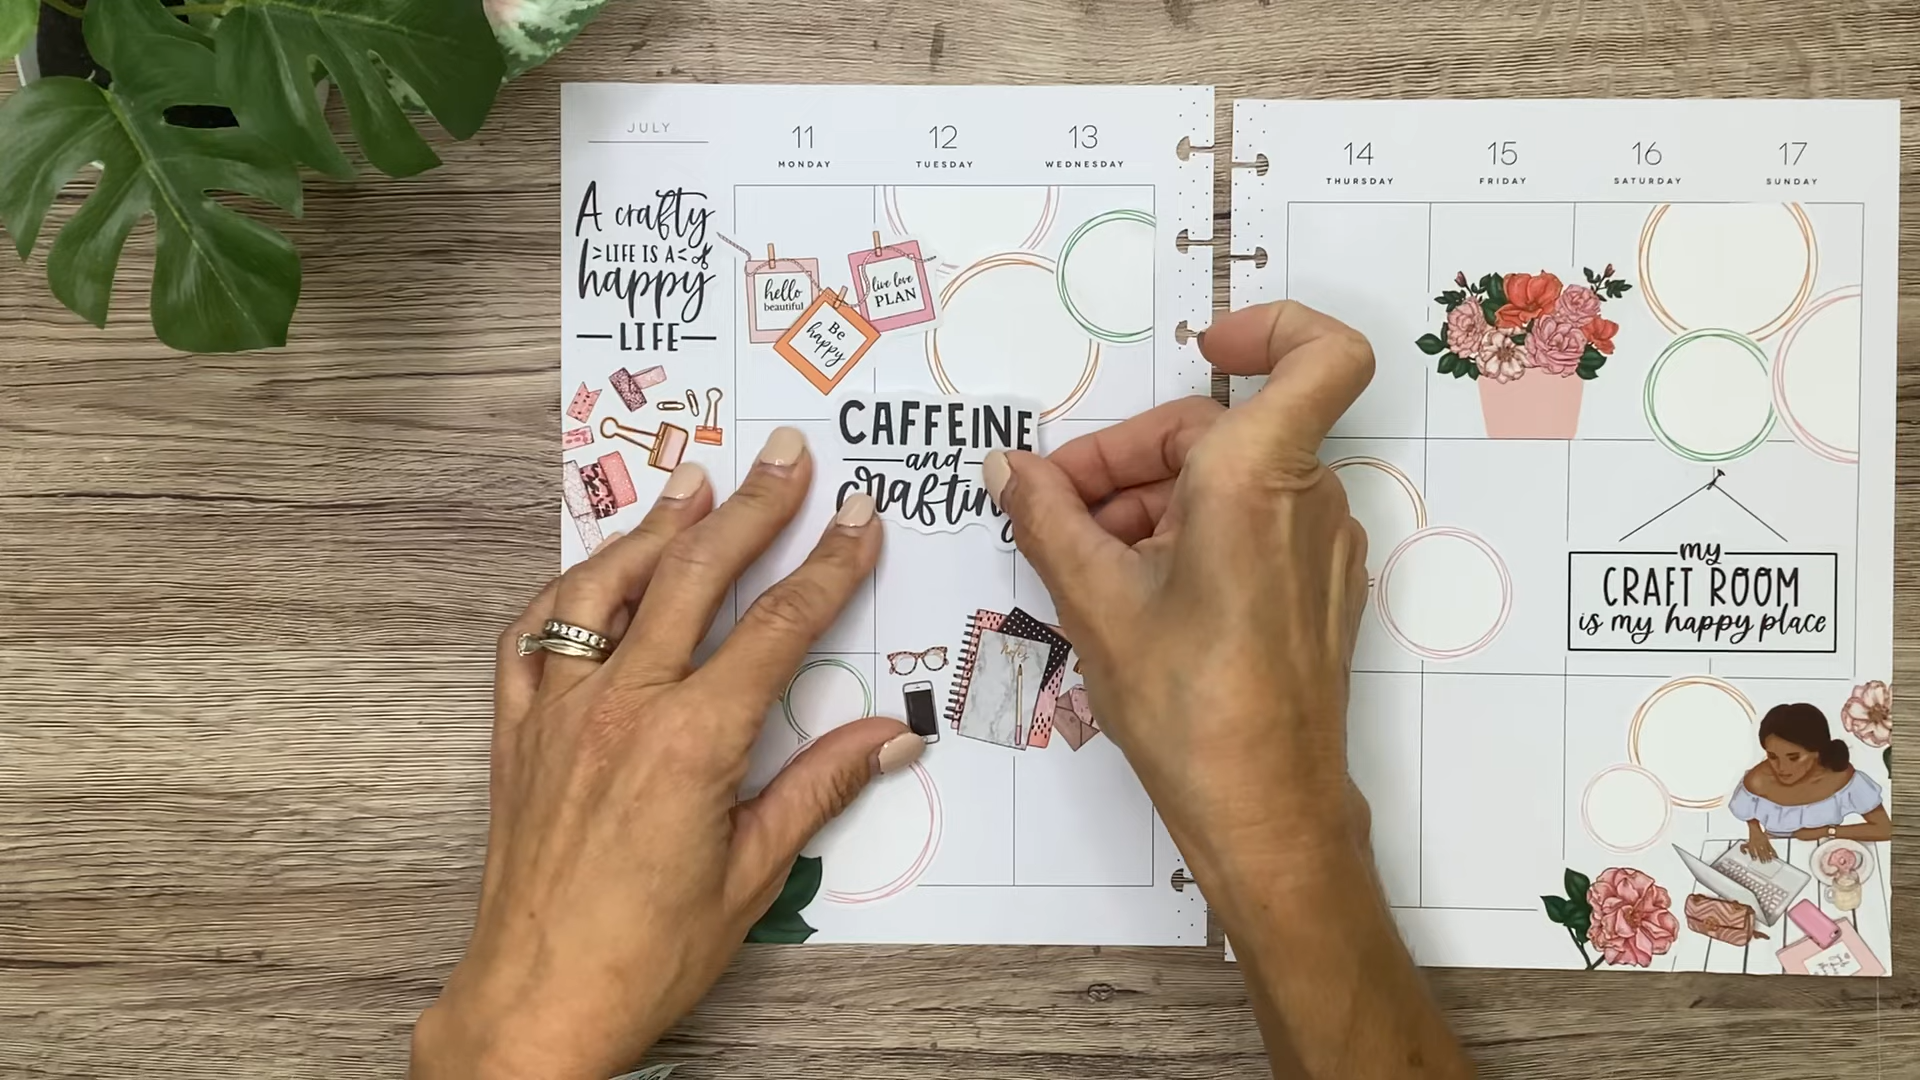 JULY
11
MONDAY
12
TUESDAY
13
WEDNESDAY
14
THURSDAY
15
FRIDAY
16
SATURDAY
17
SUNDAY
A crafty
LIFE IS A
happy
LIFE
hello
beautiful
Be
happy
live love
PLAN
CAFFEINE
and
crafting
Notes
my
CRAFT ROOM
is my happy place